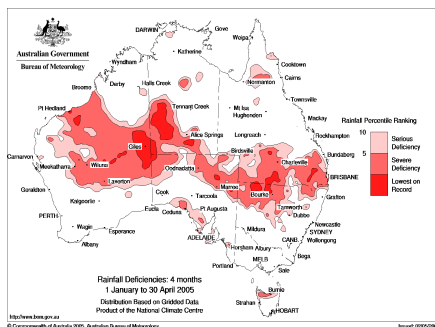 Australian Government
Bureau of Meteorology
DARWIN
Gove
Weipa
Katherine
Cooktown
Wyndham
Cairns
Derby
Halls Creek
Normanton
Broome
Townsville
Tennant Creek
Pt Hedland
Mt Isa
Hughenden
Mackay
Rockhampton
Alice Springs
Longreach
Giles
Birdsville
Bundaberg
Carnarvon
Charleville
Meekatharra
Wiluna
Oodnadatta
BRISBANE
Laverton
Marree
Geraldton
Cook
Bourke
Grafton
Kalgoorlie
Tarcoola
Tamworth
Eucla
Ceduna
Pt Augusta
Dubbo
PERTH
Newcastle
Wagin
Esperance
ADELAIDE
Mildura
SYDNEY
CANB.
Wollongong
Albany
Horsham
Albury
Bega
Portland
MELB
Sale
Burnie
Strahan
HOBART
Rainfall Percentile Ranking
10
Serious
Deficiency
5
Severe
Deficiency
Lowest on
Record
Rainfall Deficiencies: 4 months
1 January to 30 April 2005
Distribution Based on Gridded Data
Product of the National Climate Centre
http://www.bom.gov.au
© Commonwealth of Australia 2005, Australian Bureau of Meteorology